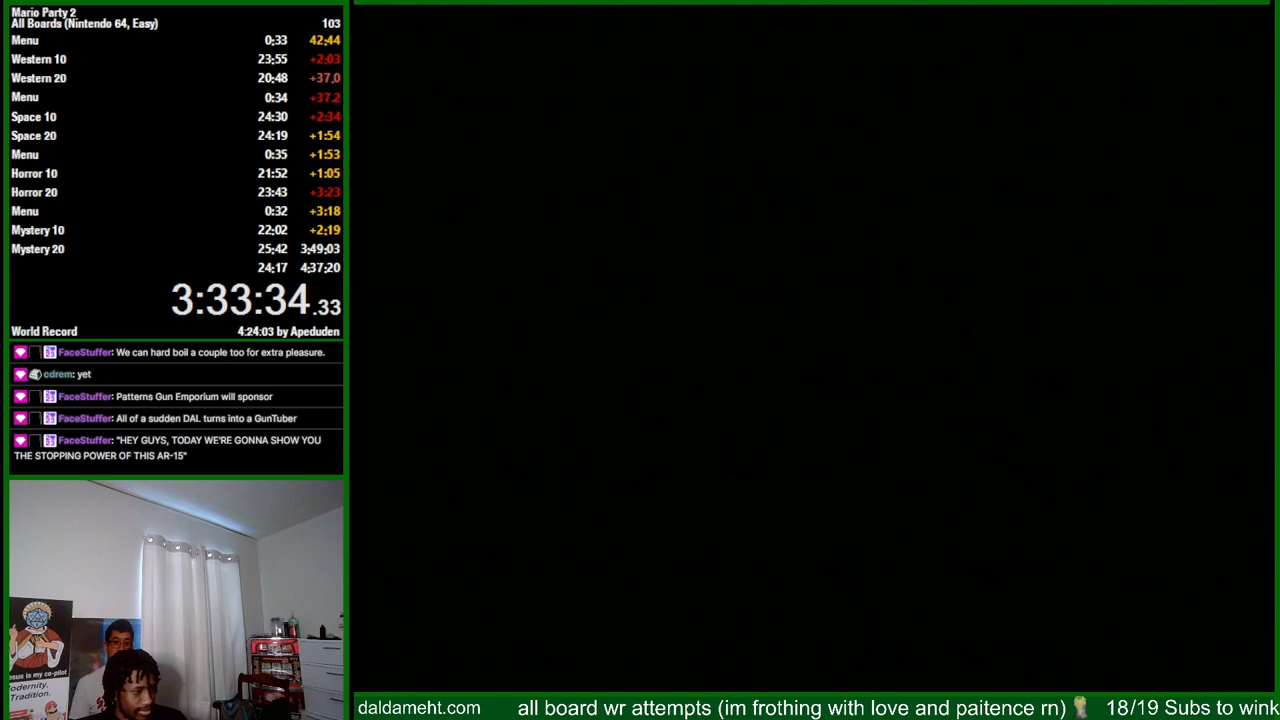 Mario Party 2
All Boards (Nintendo 64, Easy) 103
Menu 0:33 42:44
Western 10 23:55 +2:03
Western 20 20:48 +37.0
Menu 0:34 +37.2
Space 10 24:30 +2:34
Space 20 24:19 +1:54
Menu 0:35 +1:53
Horror 10 21:52 +1:05
Horror 20 23:43 +3:23
Menu 0:32 +3:18
Mystery 10 22:02 +2:19
Mystery 20 25:42 3:49:03
24:17 4:37:20
3:33:34.33
World Record 4:24:03 by Apeduden
FaceStuffer: We can hard boil a couple too for extra pleasure.
cdrem: yet
FaceStuffer: Patterns Gun Emporium will sponsor
FaceStuffer: All of a sudden DAL turns into a GunTuber
FaceStuffer: "HEY GUYS, TODAY WE'RE GONNA SHOW YOU
THE STOPPING POWER OF THIS AR-15"
esus is my co-pilot
odernity,
Tradition.
daldameht.com all board wr attempts (im frothing with love and paitence rn) 18/19 Subs to wink